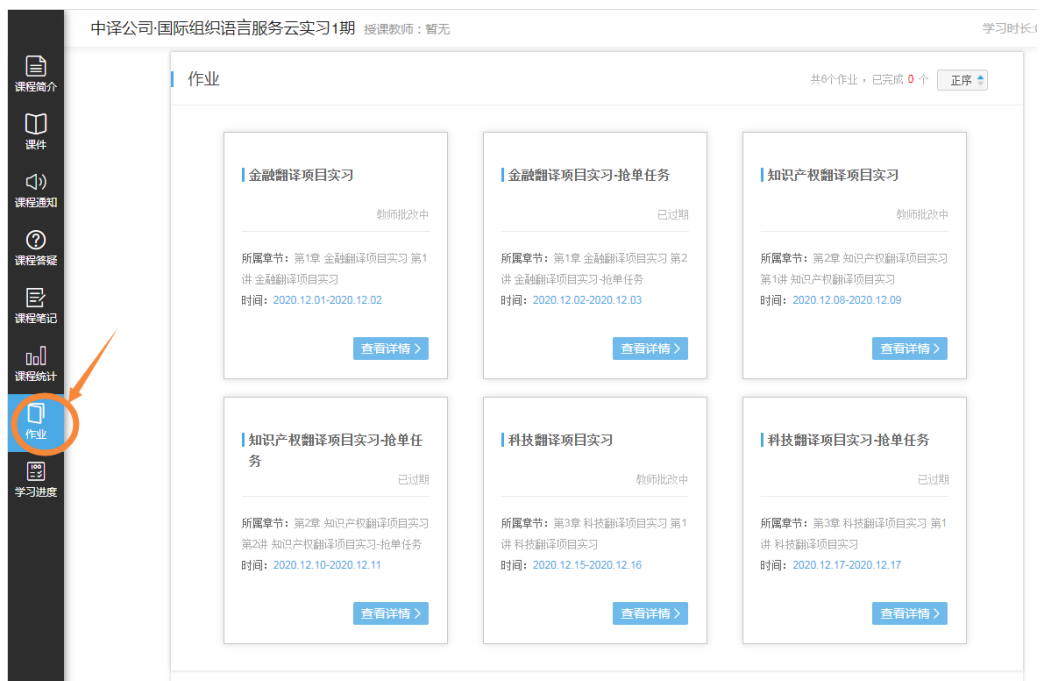 中译公司·国际组织语言服务云实习1期 授课教师：暂无
学习时长:
课程简介
课件
课程通知
课程答疑
课程笔记
课程统计
作业
学习进度
作业
共6个作业，已完成 0 个 正序
金融翻译项目实习
教师批改中
所属章节：第1章 金融翻译项目实习 第1
讲 金融翻译项目实习
时间：2020.12.01-2020.12.02
查看详情
金融翻译项目实习-抢单任务
已过期
所属章节：第1章 金融翻译项目实习 第2
讲 金融翻译项目实习-抢单任务
时间：2020.12.02-2020.12.03
查看详情
知识产权翻译项目实习
教师批改中
所属章节：第2章 知识产权翻译项目实习
第1讲 知识产权翻译项目实习
时间：2020.12.08-2020.12.09
查看详情
知识产权翻译项目实习-抢单任
务
已过期
所属章节：第2章 知识产权翻译项目实习
第2讲 知识产权翻译项目实习-抢单任务
时间：2020.12.10-2020.12.11
查看详情
科技翻译项目实习
教师批改中
所属章节：第3章 科技翻译项目实习 第1
讲 科技翻译项目实习
时间：2020.12.15-2020.12.16
查看详情
科技翻译项目实习-抢单任务
已过期
所属章节：第3章 科技翻译项目实习 第1
讲 科技翻译项目实习
时间：2020.12.17-2020.12.17
查看详情